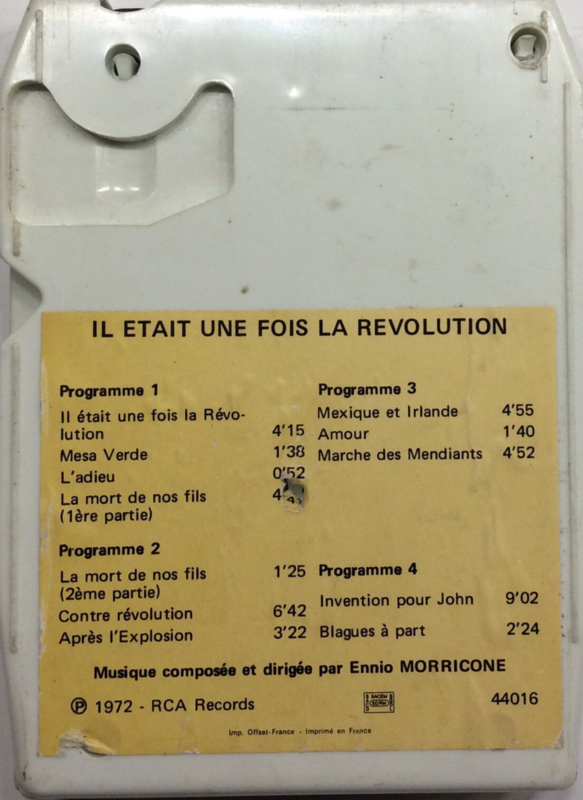 IL ETAIT UNE FOIS LA REVOLUTION
Programme 1
Il était une fois la Révo-
lution 4'15
Mesa Verde 1'38
L'adieu 0'52
La mort de nos fils
(1ère partie)
Programme 2
La mort de nos fils 1'25
(2ème partie)
Contre révolution 6'42
Après l'Explosion 3'22
Programme 3
Mexique et Irlande 4'55
Amour 1'40
Marche des Mendiants 4'52
Programme 4
Invention pour John 9'02
Blagues à part 2'24
Musique composée et dirigée par Ennio MORRICONE
℗ 1972 - RCA Records
SACEM
44016
Imp. Offset-France - Imprimé en France